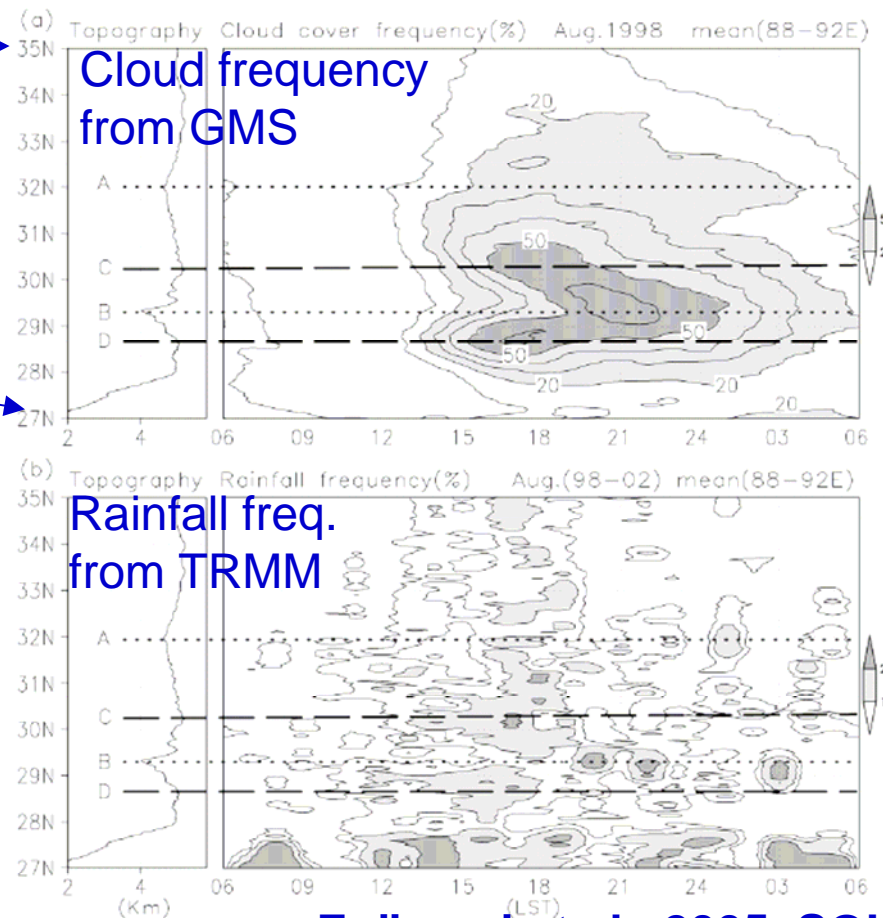 (a)
Topography Cloud cover frequency(%) Aug.1998 mean(88-92E)
Cloud frequency
from GMS
35N
34N
33N
32N
31N
30N
29N
28N
27N
A
C
B
D
20
50
50
50
20
20
20
2 4 06 09 12 15 18 21 24 03 06
(b)
Topography Rainfall frequency(%) Aug.(98-02) mean(88-92E)
Rainfall freq.
from TRMM
35N
34N
33N
32N
31N
30N
29N
28N
27N
A
C
B
D
2 4 06 09 12 15 18 21 24 03 06
(Km) (LST)